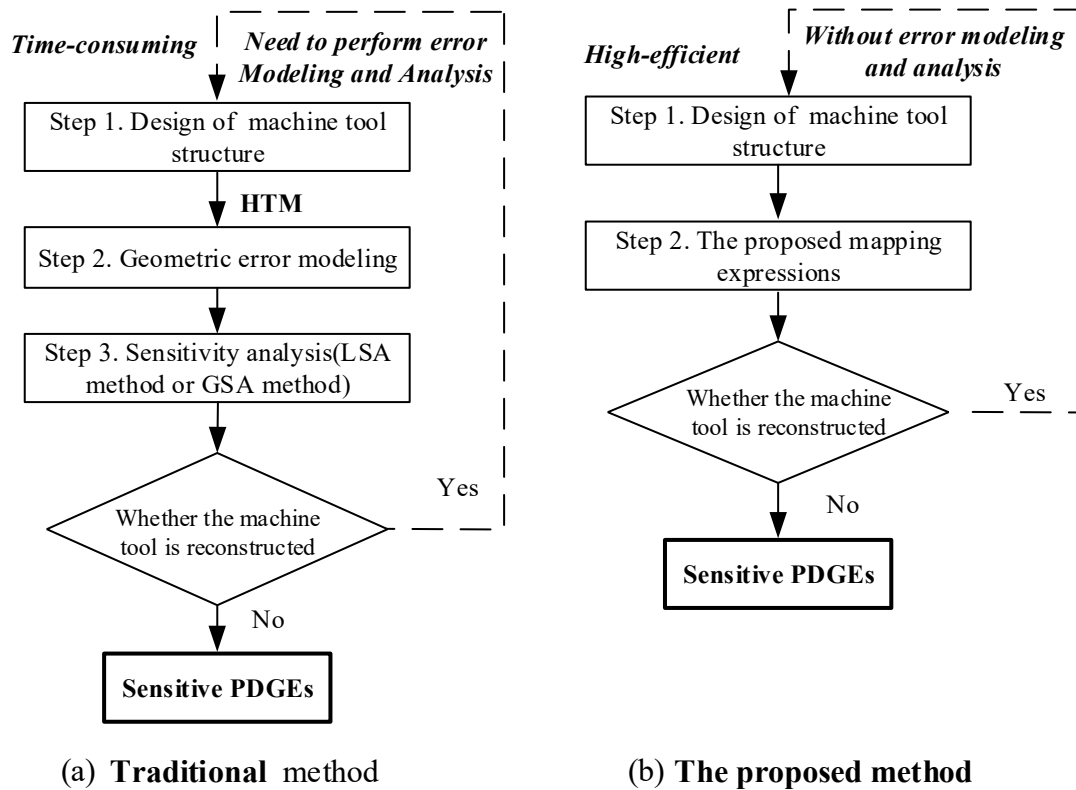 Time-consuming
Need to perform error
Modeling and Analysis
Step 1. Design of machine tool
structure
HTM
Step 2. Geometric error modeling
Step 3. Sensitivity analysis(LSA
method or GSA method)
Whether the machine
tool is reconstructed
Yes
No
Sensitive PDGEs
(a) Traditional method
High-efficient
Without error modeling
and analysis
Step 1. Design of machine tool
structure
Step 2. The proposed mapping
expressions
Whether the machine
tool is reconstructed
Yes
No
Sensitive PDGEs
(b) The proposed method